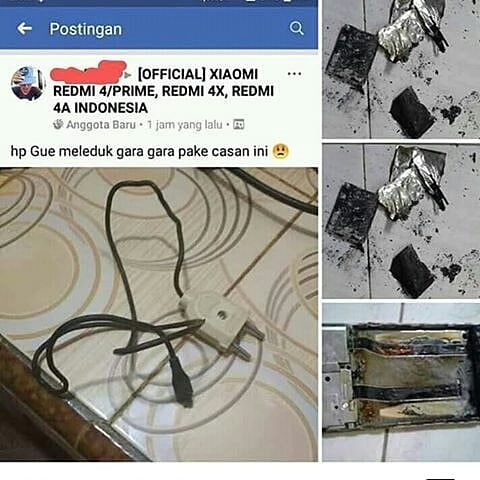 Postingan
[OFFICIAL] XIAOMI
REDMI 4/PRIME, REDMI 4X, REDMI
4A INDONESIA
Anggota Baru • 1 jam yang lalu •
hp Gue meleduk gara gara pake casan ini 😠